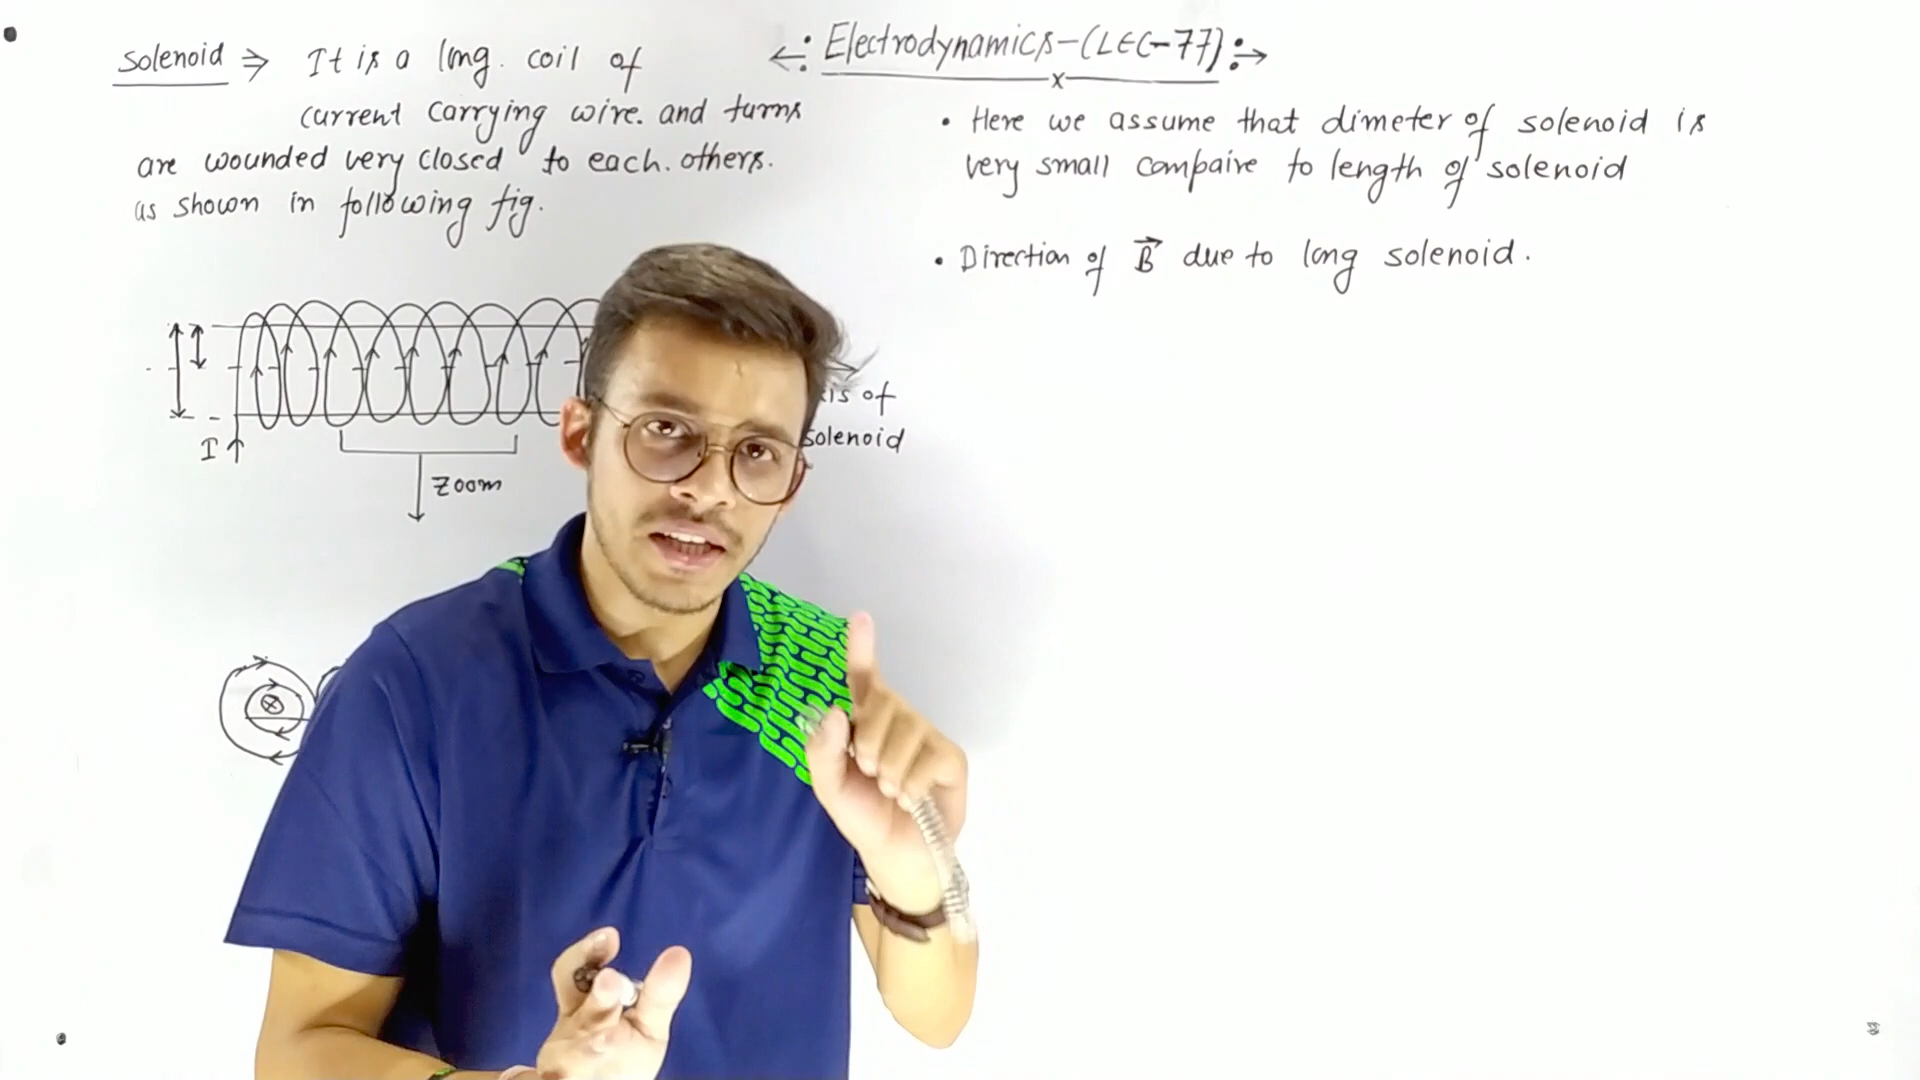 Electrodynamics-(LEC-77)
x
Solenoid ⇒ It is a long. coil of
current carrying wire. and turns
are wounded very closed to each. others.
as shown in following fig.
I
Zoom
of
solenoid
• Here we assume that dimeter of solenoid is
very small compaire to length of solenoid
• Direction of B⃗ due to long solenoid.